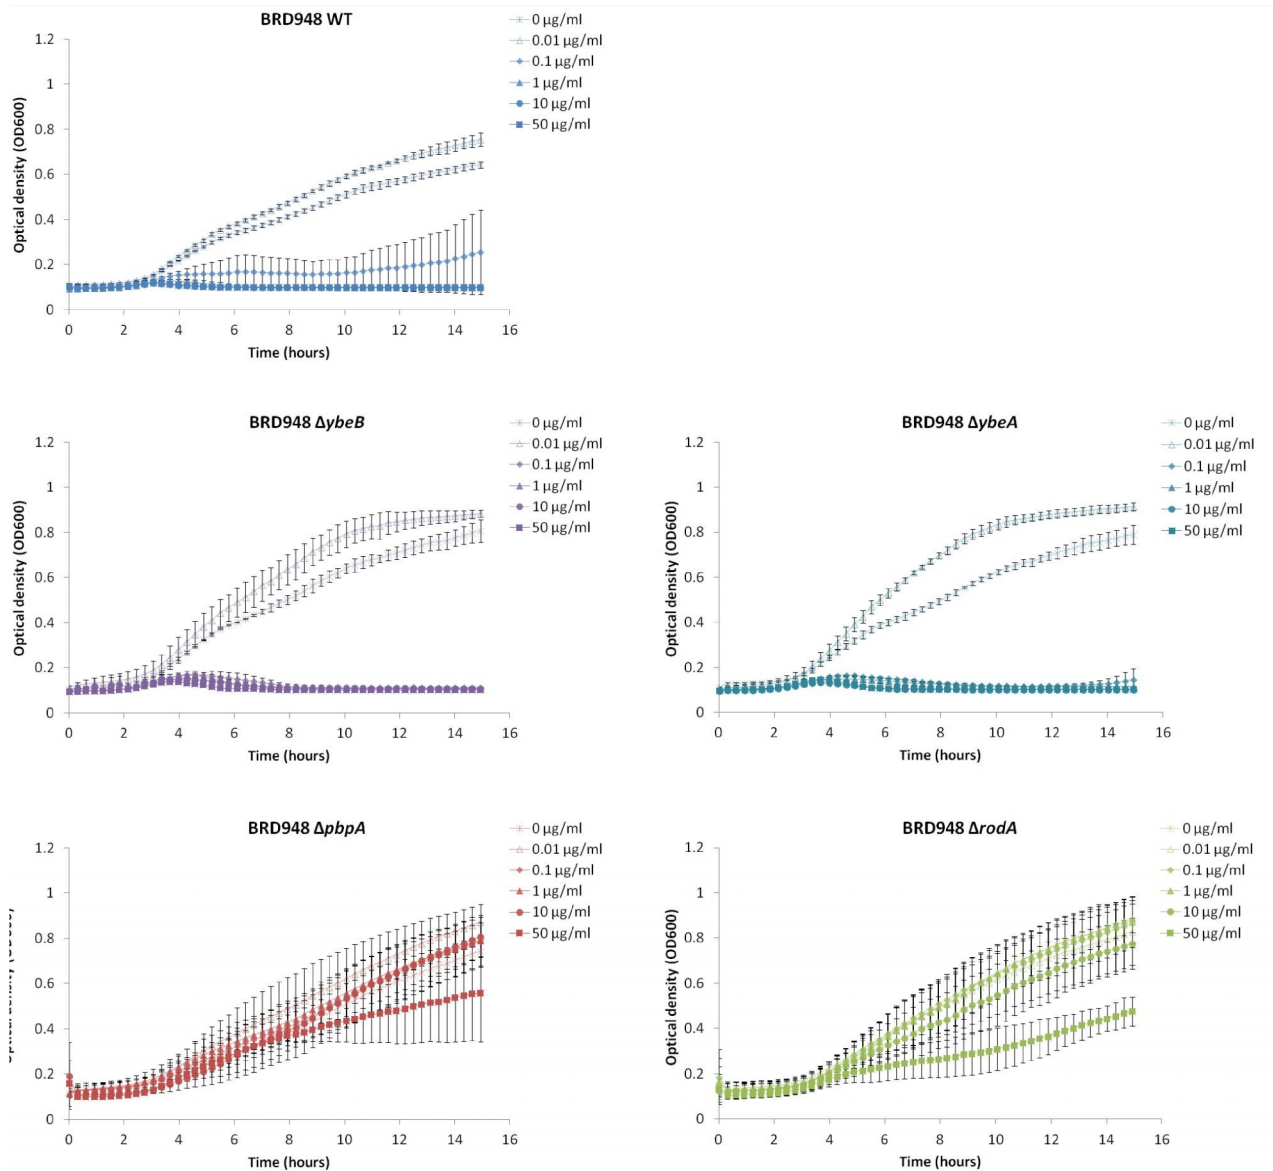 BRD948 WT
0 µg/ml
0.01 µg/ml
0.1 µg/ml
1 µg/ml
10 µg/ml
50 µg/ml
Optical density (OD600)
1.2
1
0.8
0.6
0.4
0.2
0
0 2 4 6 8 10 12 14 16
Time (hours)
BRD948 ΔybeB
0 µg/ml
0.01 µg/ml
0.1 µg/ml
1 µg/ml
10 µg/ml
50 µg/ml
Optical density (OD600)
1.2
1
0.8
0.6
0.4
0.2
0
0 2 4 6 8 10 12 14 16
Time (hours)
BRD948 ΔybeA
0 µg/ml
0.01 µg/ml
0.1 µg/ml
1 µg/ml
10 µg/ml
50 µg/ml
Optical density (OD600)
1.2
1
0.8
0.6
0.4
0.2
0
0 2 4 6 8 10 12 14 16
Time (hours)
BRD948 ΔpbpA
0 µg/ml
0.01 µg/ml
0.1 µg/ml
1 µg/ml
10 µg/ml
50 µg/ml
density
1.2
1
0.8
0.6
0.4
0.2
0
0 2 4 6 8 10 12 14 16
Time (hours)
BRD948 ΔrodA
0 µg/ml
0.01 µg/ml
0.1 µg/ml
1 µg/ml
10 µg/ml
50 µg/ml
Optical density (OD600)
1.2
1
0.8
0.6
0.4
0.2
0
0 2 4 6 8 10 12 14 16
Time (hours)